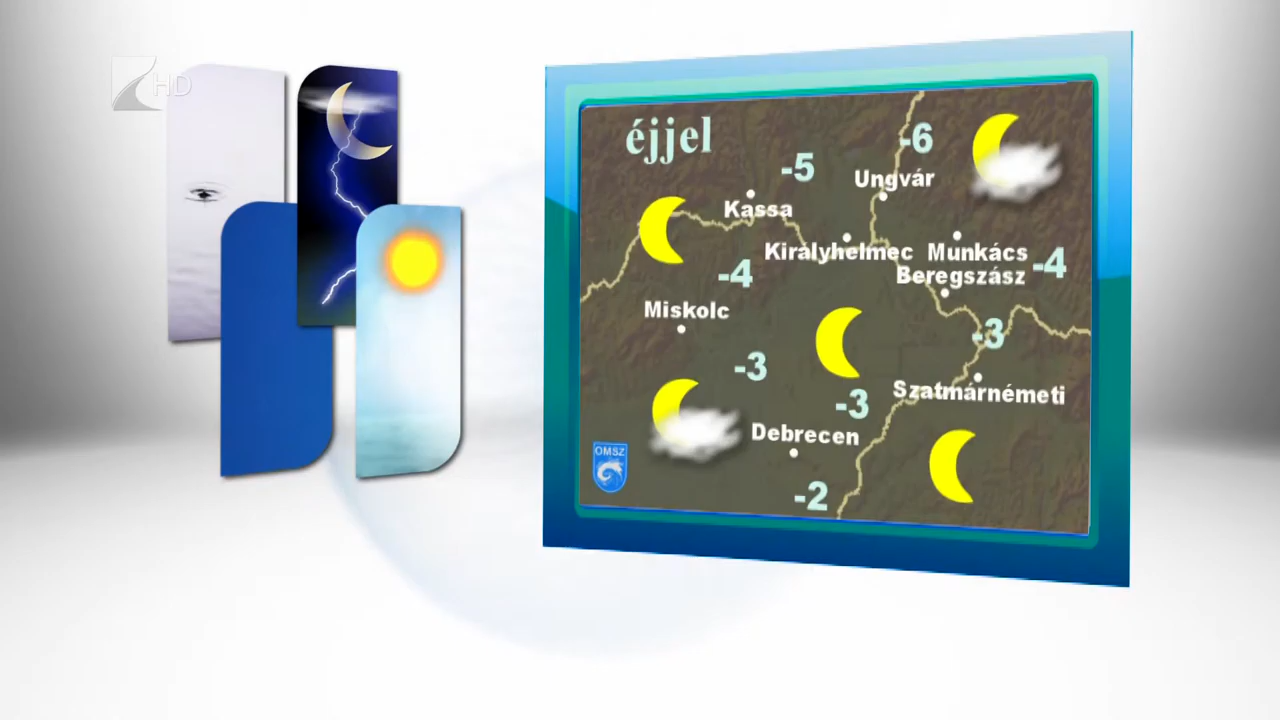 HD
éjjel
-6
-5
Ungvár
Kassa
Királyhelmec
Munkács
-4
-4
Beregszász
Miskolc
-3
-3
Szatmárnémeti
-3
Debrecen
OMSZ
-2